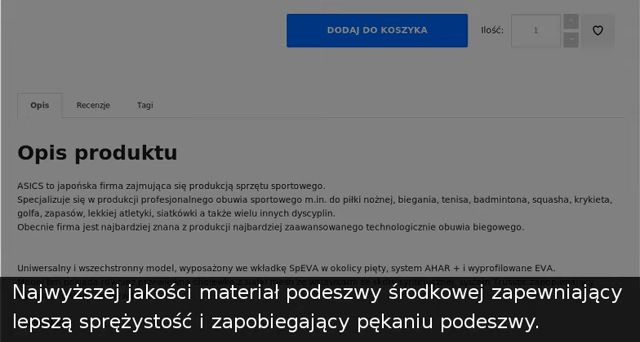 DODAJ DO KOSZYKA
Ilość:
1
Opis
Recenzje
Tagi
Opis produktu
ASICS to japońska firma zajmująca się produkcją sprzętu sportowego.
Specjalizuje się w produkcji profesjonalnego obuwia sportowego m.in. do piłki nożnej, biegania, tenisa, badmintona, squasha, krykieta,
golfa, zapasów, lekkiej atletyki, siatkówki a także wielu innych dyscyplin.
Obecnie firma jest najbardziej znana z produkcji najbardziej zaawansowanego technologicznie obuwia biegowego.
Uniwersalny i wszechstronny model, wyposażony we wkładkę SpEVA w okolicy pięty, system AHAR + i wyprofilowane EVA.
Najwyższej jakości materiał podeszwy środkowej zapewniający
lepszą sprężystość i zapobiegający pękaniu podeszwy.